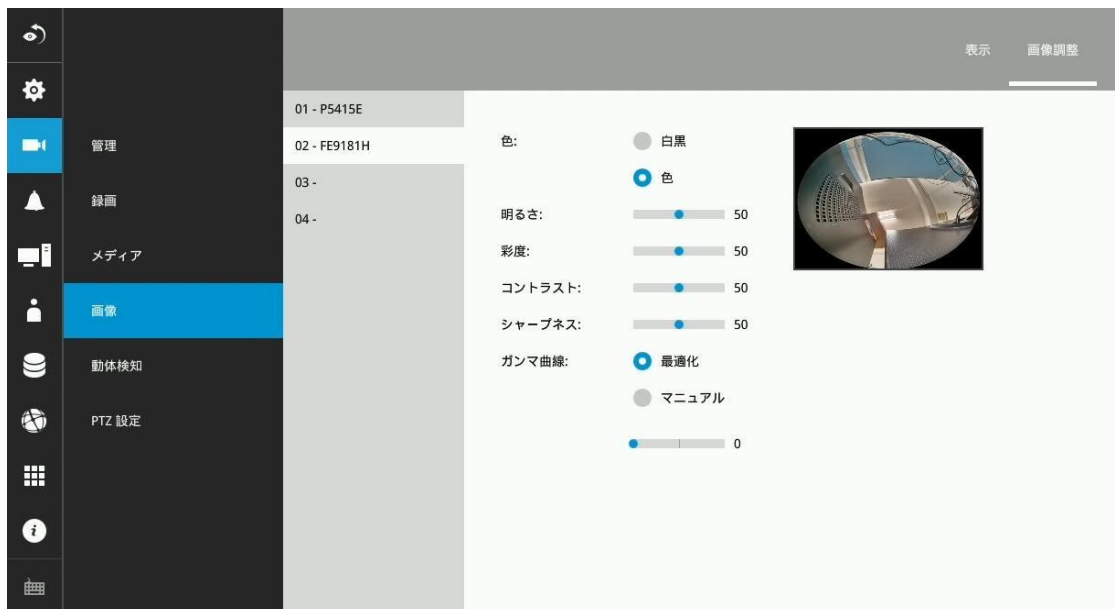 表示 画像調整
01 - P5415E
管理
02 - FE9181H
03 -
録画
04 -
メディア
画像
動体検知
PTZ 設定
色: 白黒
色
明るさ: 50
彩度: 50
コントラスト: 50
シャープネス: 50
ガンマ曲線: 最適化
マニュアル
0